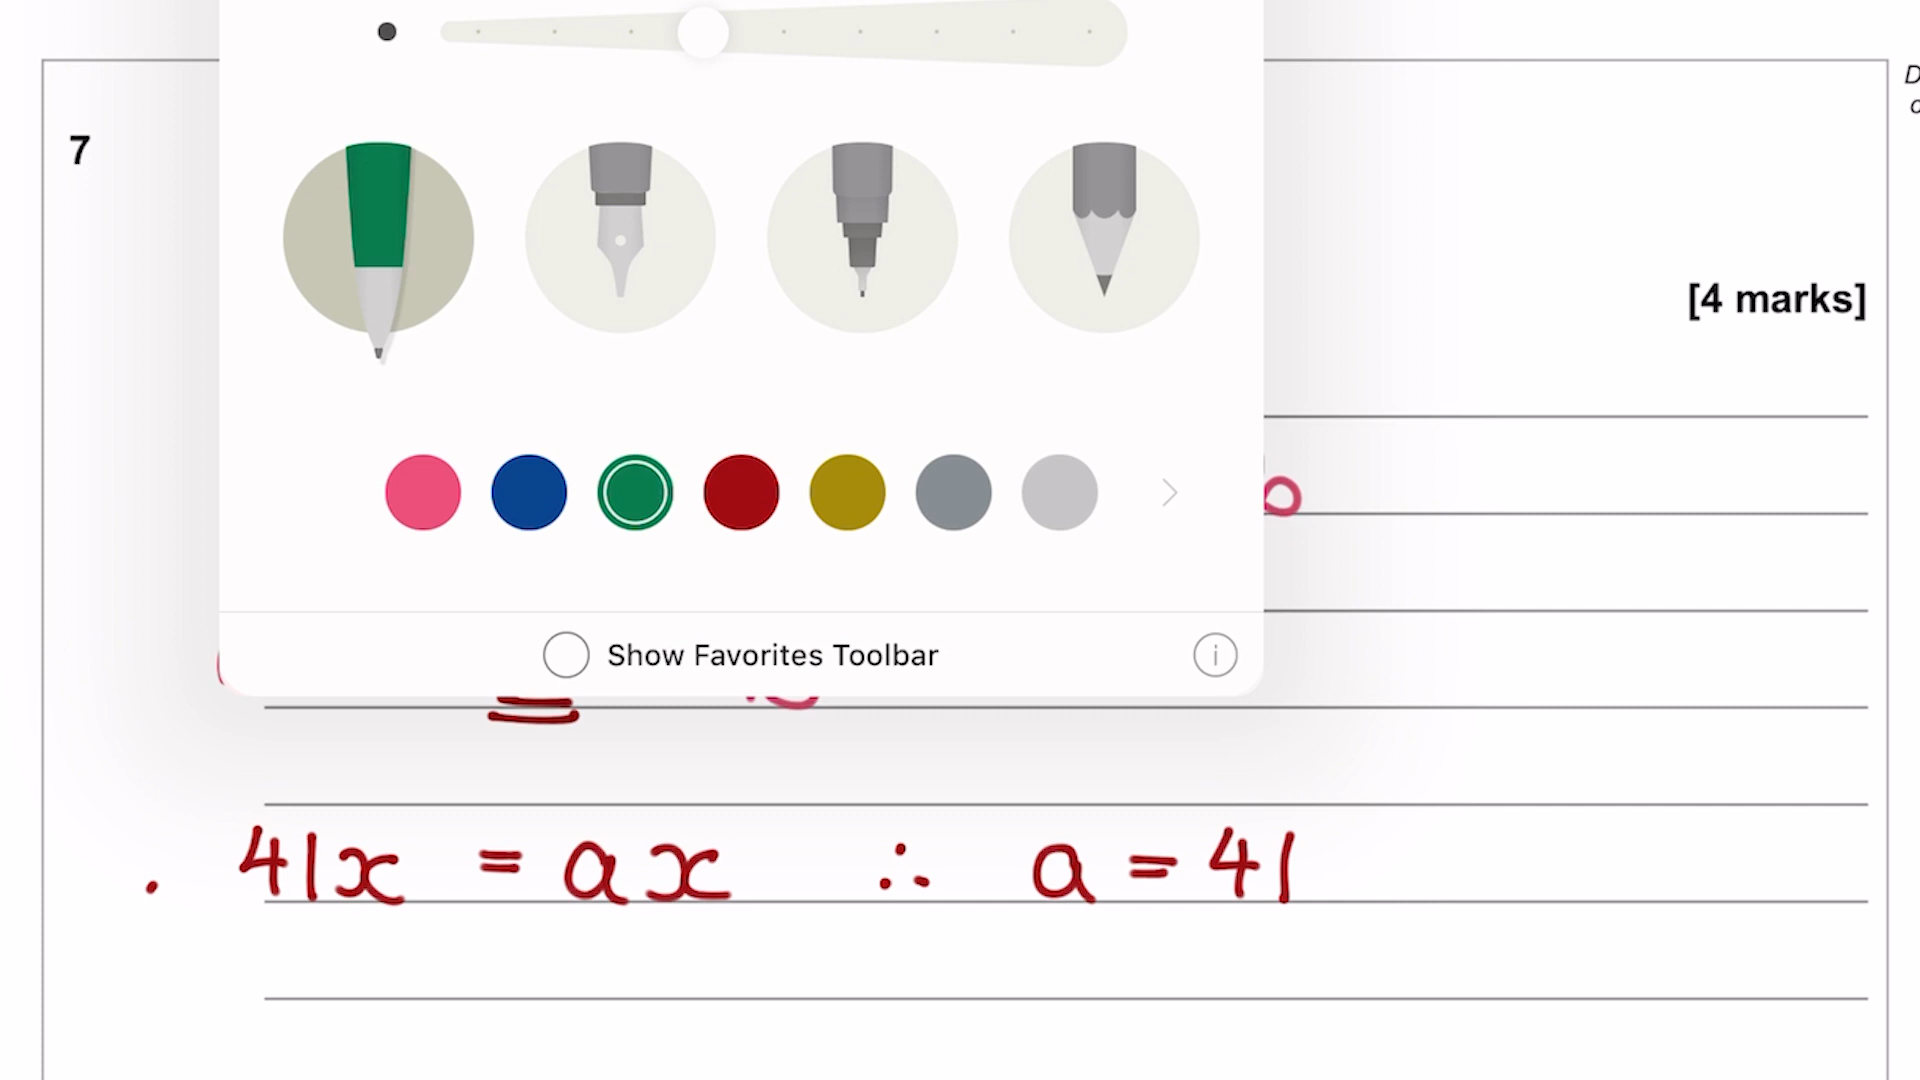 7
[4 marks]
Show Favorites Toolbar
41x = ax ∴ a = 41